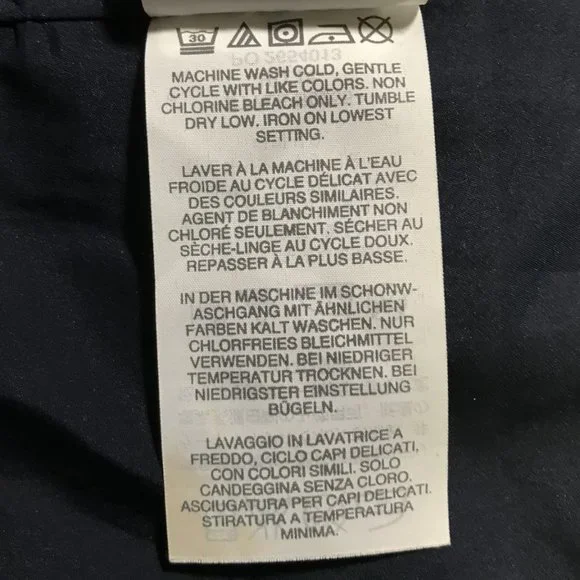 30
PO 2654013
MACHINE WASH COLD, GENTLE
CYCLE WITH LIKE COLORS. NON
CHLORINE BLEACH ONLY. TUMBLE
DRY LOW. IRON ON LOWEST
SETTING.
LAVER À LA MACHINE À L'EAU
FROIDE AU CYCLE DÉLICAT AVEC
DES COULEURS SIMILAIRES.
AGENT DE BLANCHIMENT NON
CHLORÉ SEULEMENT. SÉCHER AU
SÈCHE-LINGE AU CYCLE DOUX.
REPASSER À LA PLUS BASSE.
IN DER MASCHINE IM SCHONW-
ASCHGANG MIT ÄHNLICHEN
FARBEN KALT WASCHEN. NUR
CHLORFREIES BLEICHMITTEL
VERWENDEN. BEI NIEDRIGER
TEMPERATUR TROCKNEN. BEI
NIEDRIGSTER EINSTELLUNG
BÜGELN.
LAVAGGIO IN LAVATRICE A
FREDDO, CICLO CAPI DELICATI,
CON COLORI SIMILI. SOLO
CANDEGGINA SENZA CLORO.
ASCIUGATURA PER CAPI DELICATI.
STIRATURA A TEMPERATURA
MINIMA.